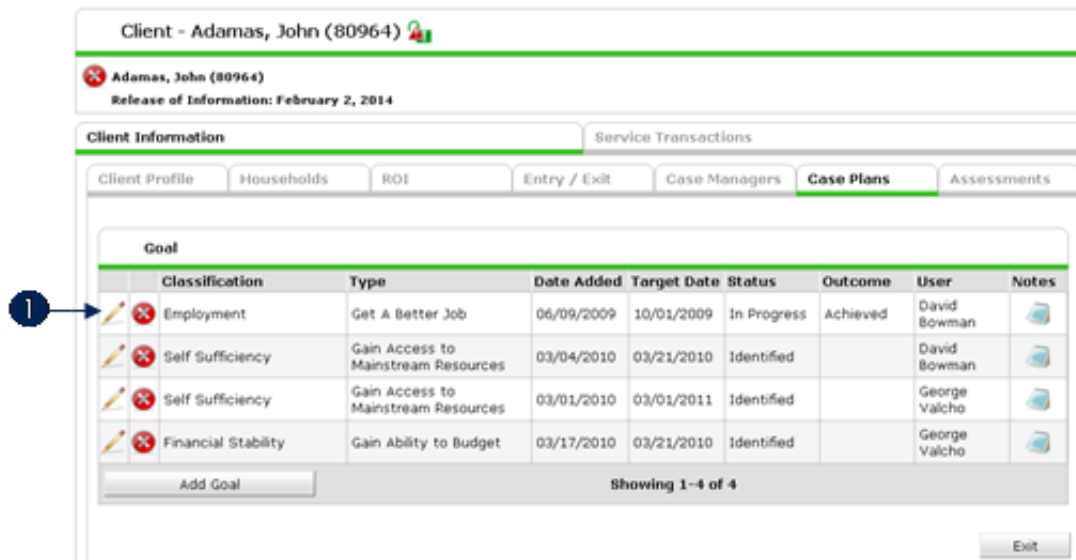 Client - Adamas, John (80964)
Adamas, John (80964)
Release of Information: February 2, 2014
Client Information Service Transactions
Client Profile Households ROI Entry / Exit Case Managers Case Plans Assessments
Goal
Classification Type Date Added Target Date Status Outcome User Notes
1 Employment Get A Better Job 06/09/2009 10/01/2009 In Progress Achieved David Bowman
Self Sufficiency Gain Access to Mainstream Resources 03/04/2010 03/21/2010 Identified David Bowman
Self Sufficiency Gain Access to Mainstream Resources 03/01/2010 03/01/2011 Identified George Valcho
Financial Stability Gain Ability to Budget 03/17/2010 03/21/2010 Identified George Valcho
Add Goal Showing 1-4 of 4
Exit